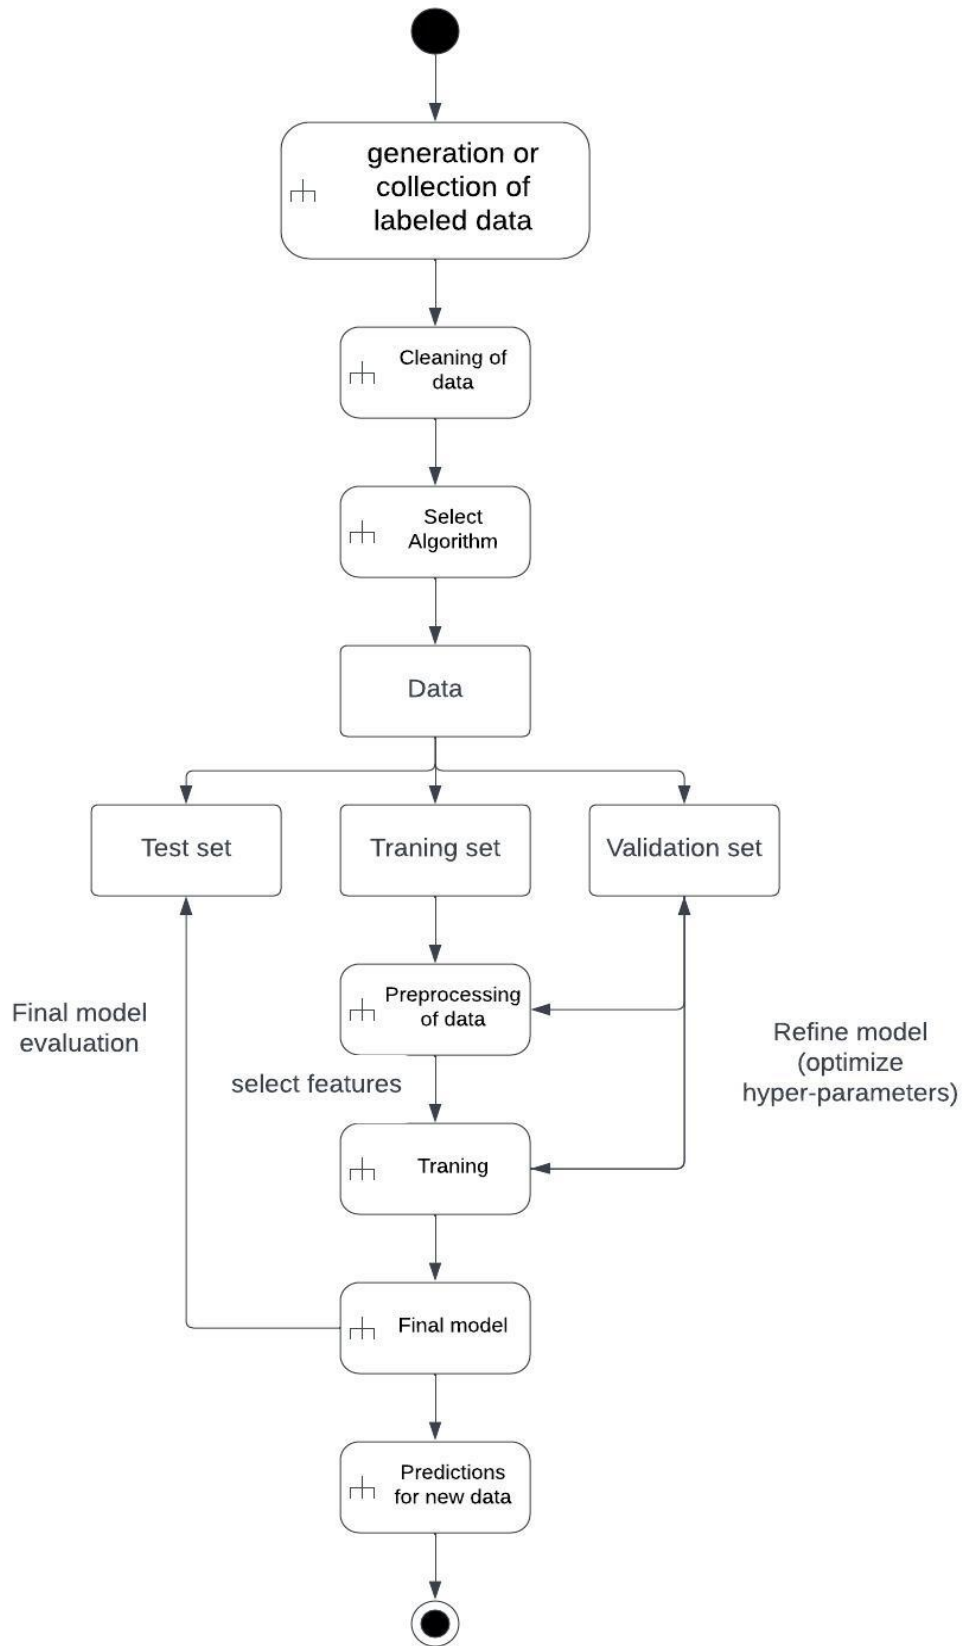 generation or
collection of
labeled data
Cleaning of
data
Select
Algorithm
Data
Test set
Traning set
Validation set
Preprocessing
of data
Final model
evaluation
Refine model
(optimize
hyper-parameters)
select features
Traning
Final model
Predictions
for new data